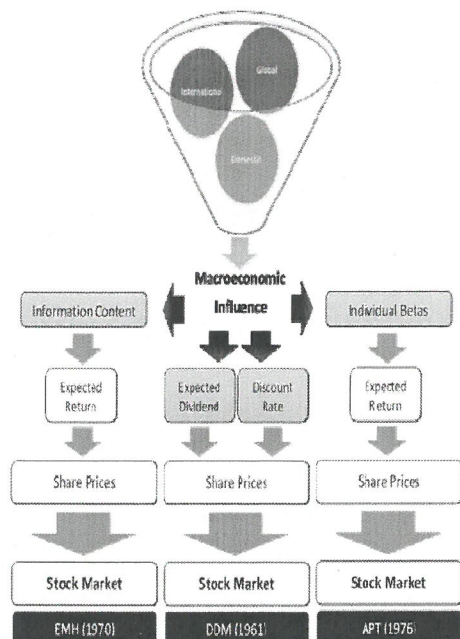 Global
International
Domestic
Macroeconomic
Influence
Information Content
Individual Betas
Expected
Return
Expected
Dividend
Discount
Rate
Expected
Return
Share Prices
Share Prices
Share Prices
Stock Market
Stock Market
Stock Market
EMH (1970)
DDM (1961)
APT (1976)